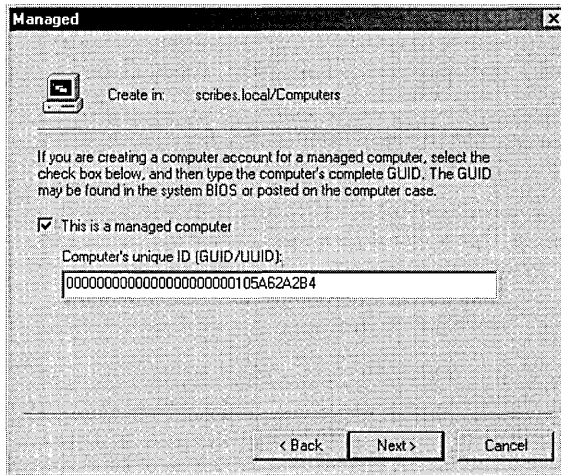 Managed
Create in: scribes.local/Computers
If you are creating a computer account for a managed computer, select the
check box below, and then type the computer's complete GUID. The GUID
may be found in the system BIOS or posted on the computer case.
This is a managed computer
Computer's unique ID (GUID/UUID):
00000000000000000000105A62A2B4
< Back Next > Cancel